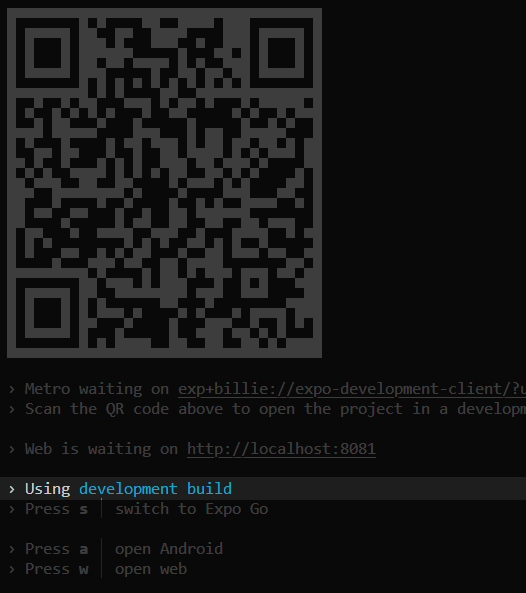 › Metro waiting on exp+billie://expo-development-client/?u
› Scan the QR code above to open the project in a develop
› Web is waiting on http://localhost:8081
› Using development build
› Press s │ switch to Expo Go
› Press a │ open Android
› Press w │ open web